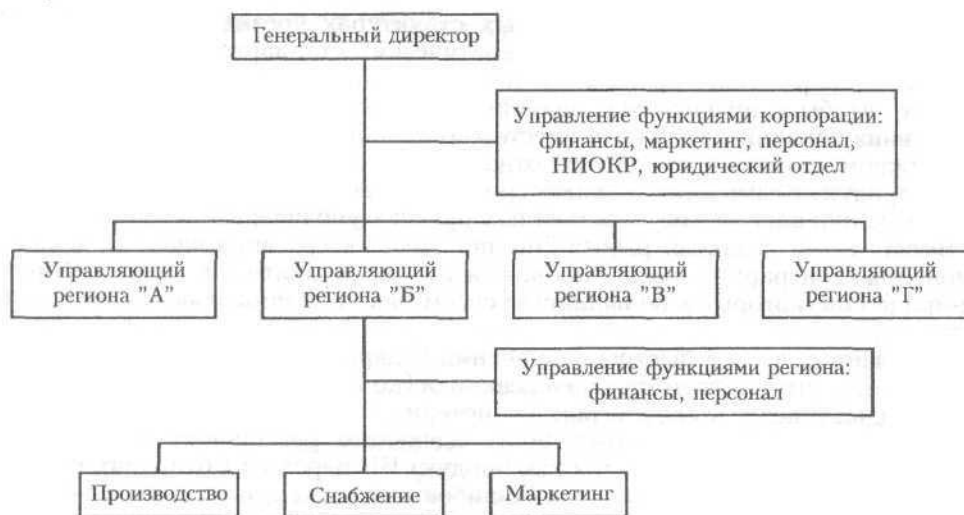 Генеральный директор
Управление функциями корпорации:
финансы, маркетинг, персонал,
НИОКР, юридический отдел
Управляющий
региона "А"
Управляющий
региона "Б"
Управляющий
региона "В"
Управляющий
региона "Г"
Управление функциями региона:
финансы, персонал
Производство
Снабжение
Маркетинг